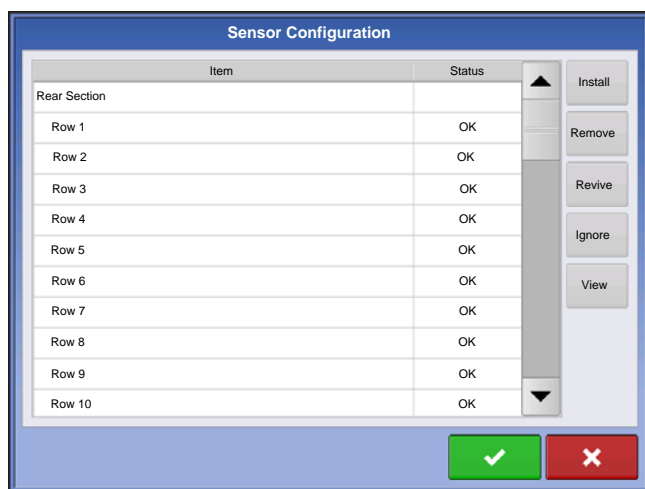 Sensor Configuration
Item Status
Install
Rear Section
Row 1 OK
Remove
Row 2 OK
Row 3 OK
Revive
Row 4 OK
Ignore
Row 5 OK
Row 6 OK
View
Row 7 OK
Row 8 OK
Row 9 OK
Row 10 OK